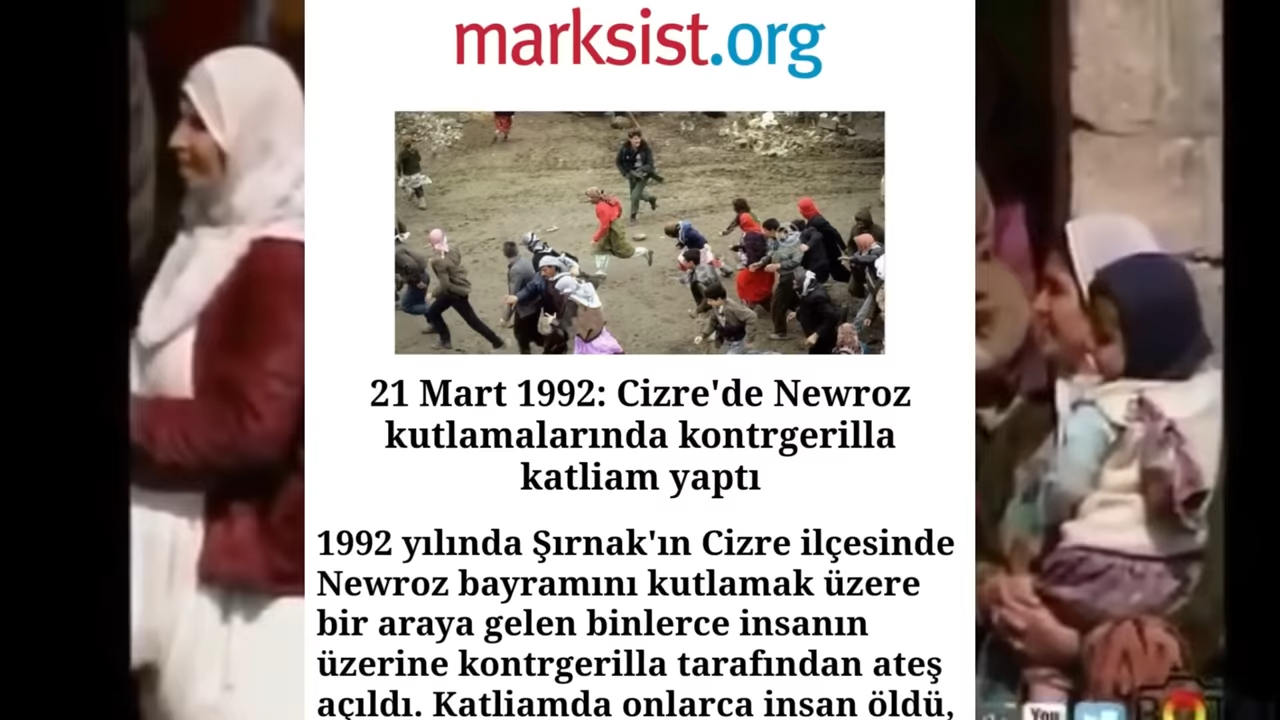 marksist.org
21 Mart 1992: Cizre'de Newroz
kutlamalarında kontrgerilla
katliam yaptı
1992 yılında Şırnak'ın Cizre ilçesinde
Newroz bayramını kutlamak üzere
bir araya gelen binlerce insanın
üzerine kontrgerilla tarafından ateş
açıldı. Katliamda onlarca insan öldü,
You